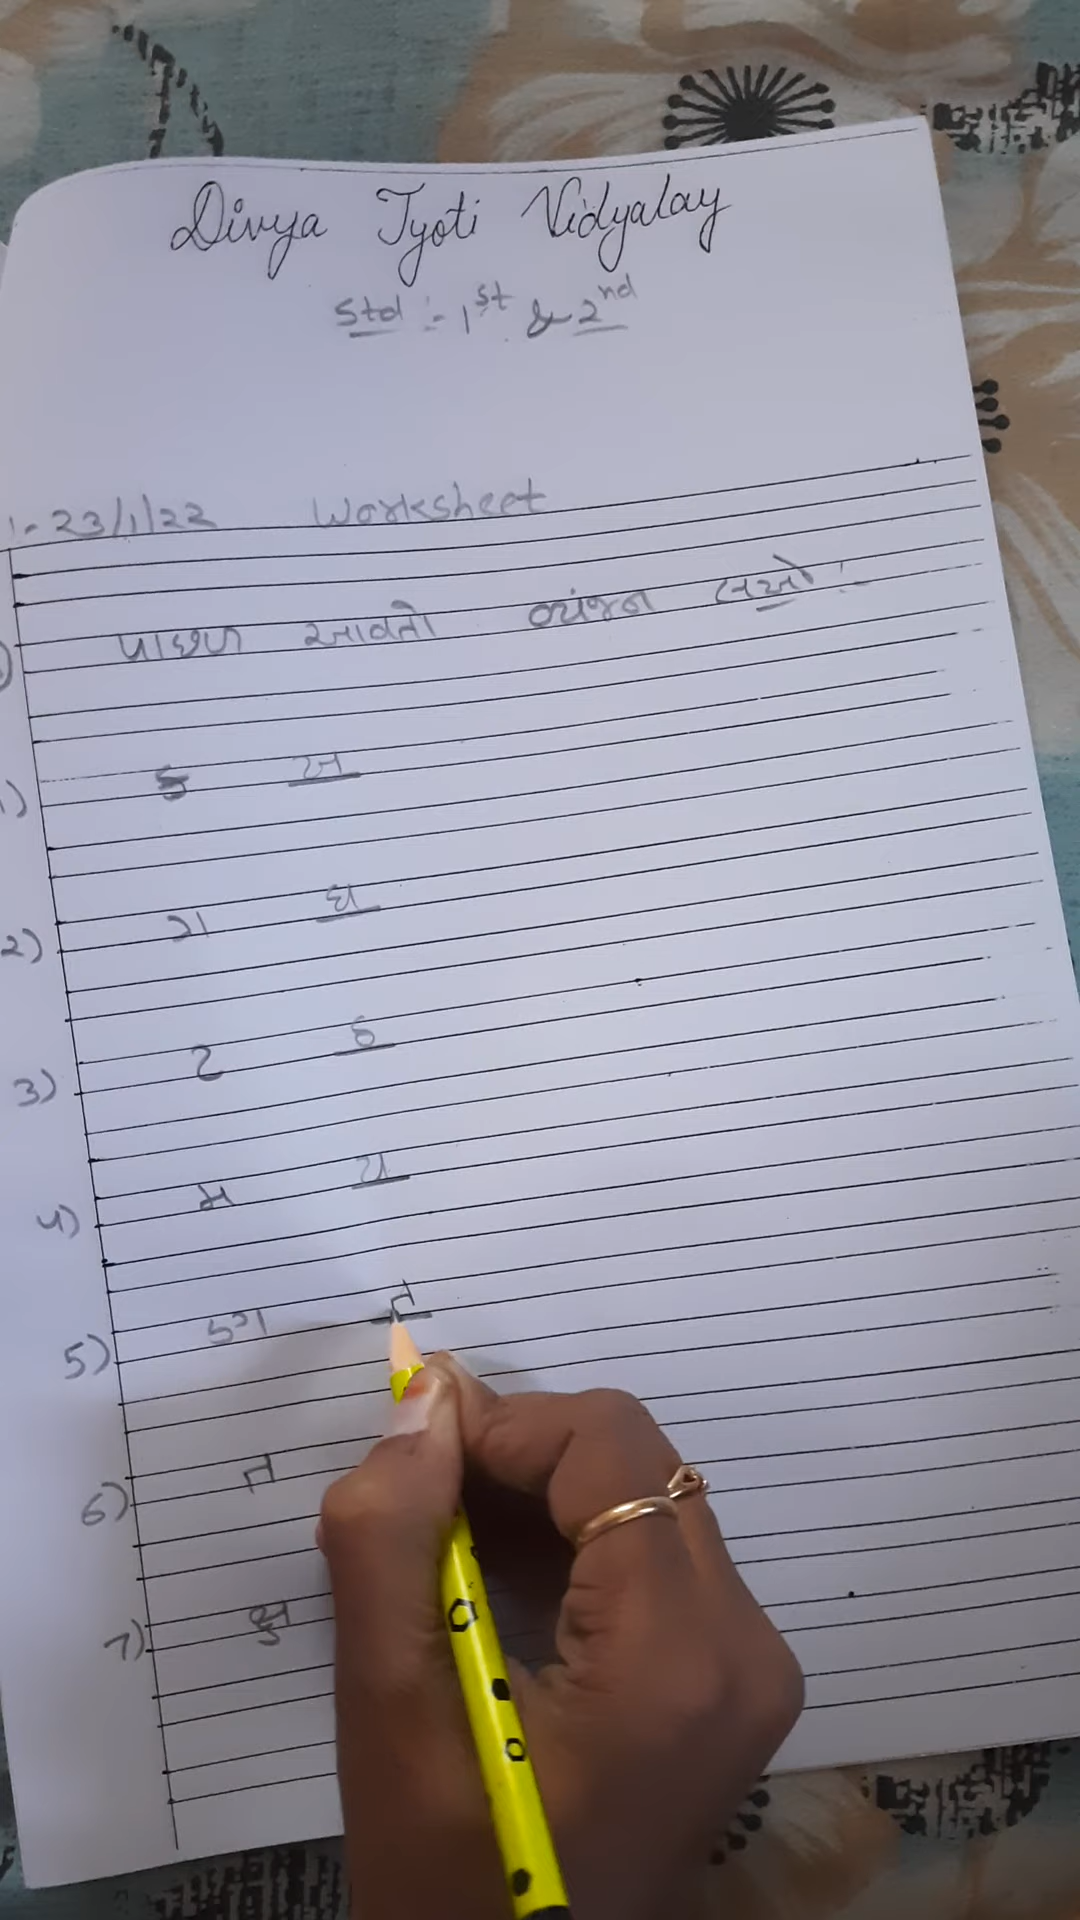 Divya Jyoti Vidyalay
Std :- 1st & 2nd
:- 23/1/22 Worksheet
પાછળ આવતો વ્યંજન લખો :-
1) ક ખ
2) ગ ઘ
3) ટ ઠ
4) મ ય
5) ણ ત
6) ત
7) ક્ષ